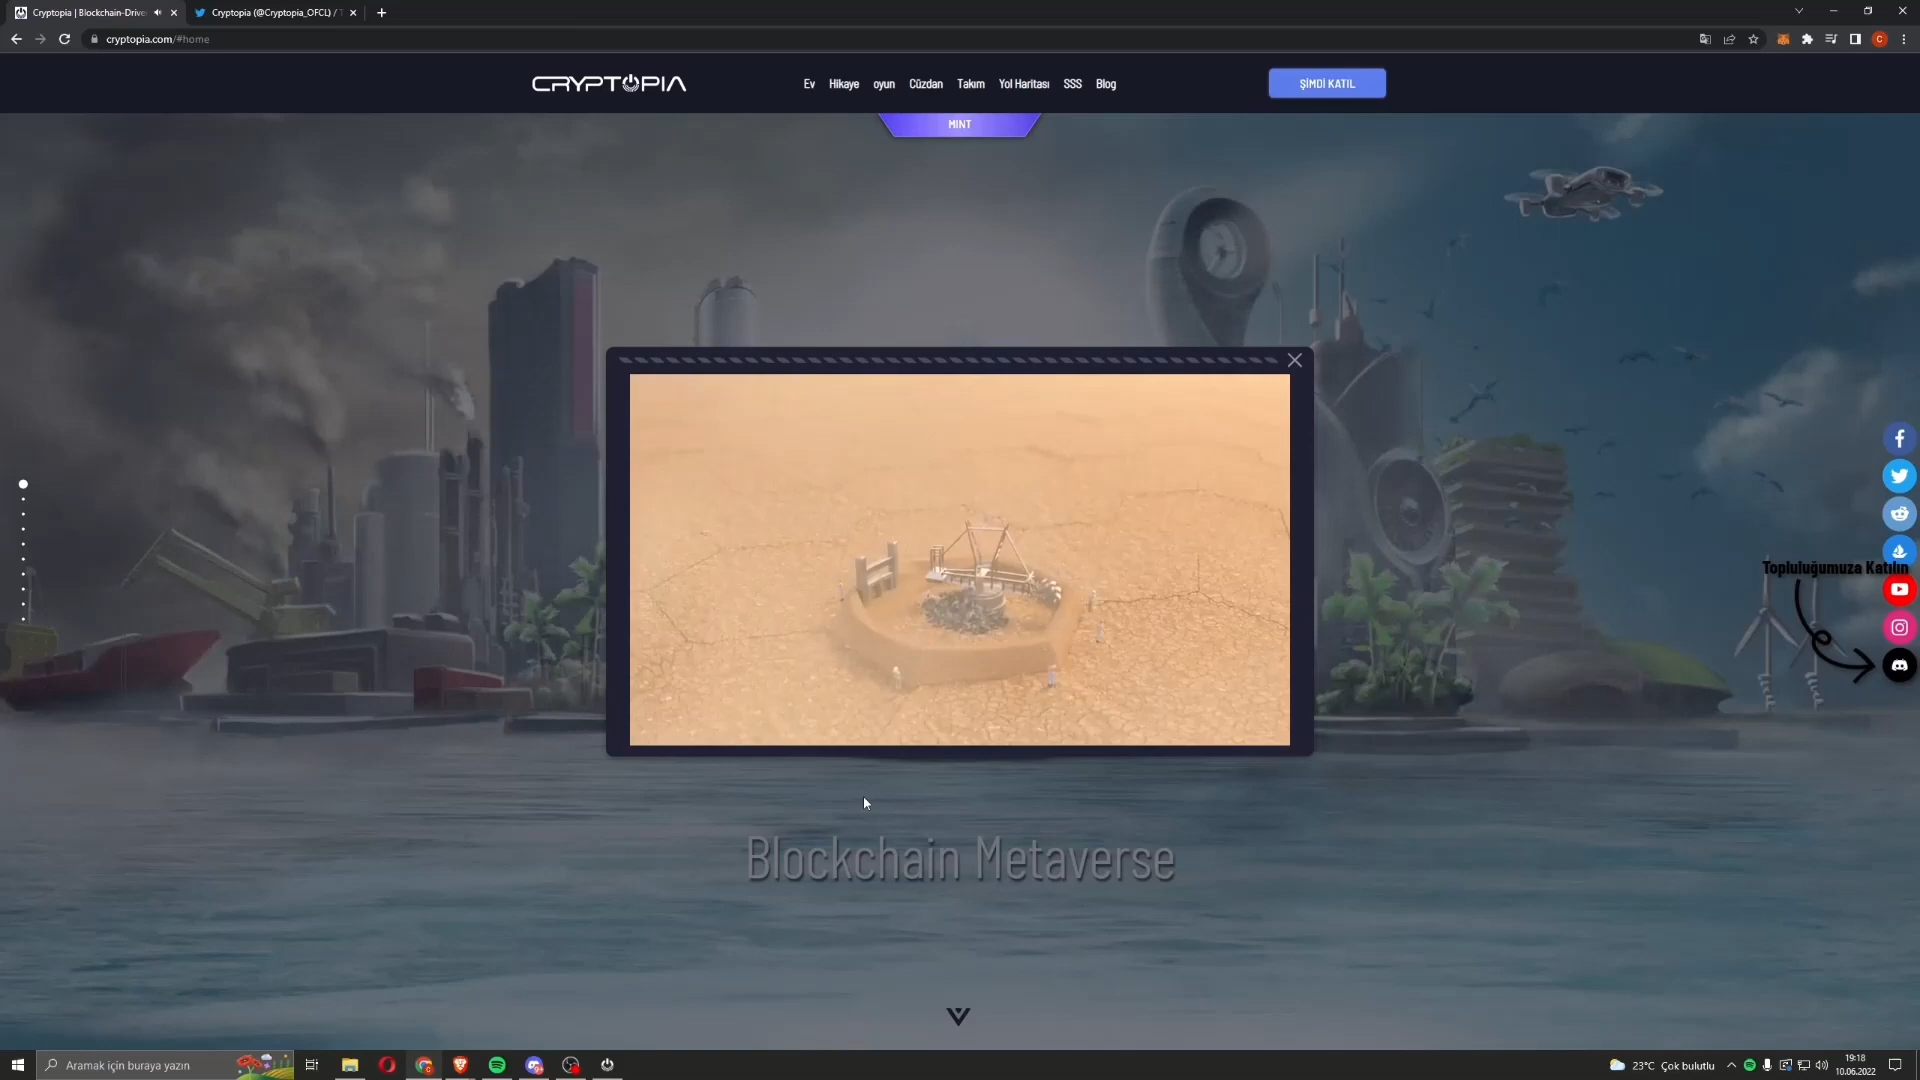 Cryptopia | Blockchain-Drive
Cryptopia (@Cryptopia_OFCL) / T
cryptopia.com/#home
CRYPTOPIA
Ev
Hikaye
oyun
Cüzdan
Takım
Yol Haritası
SSS
Blog
ŞİMDİ KATIL
MINT
Topluluğumuza Katılın
Blockchain Metaverse
Aramak için buraya yazın
23°C Çok bulutlu
19:18
10.06.2022